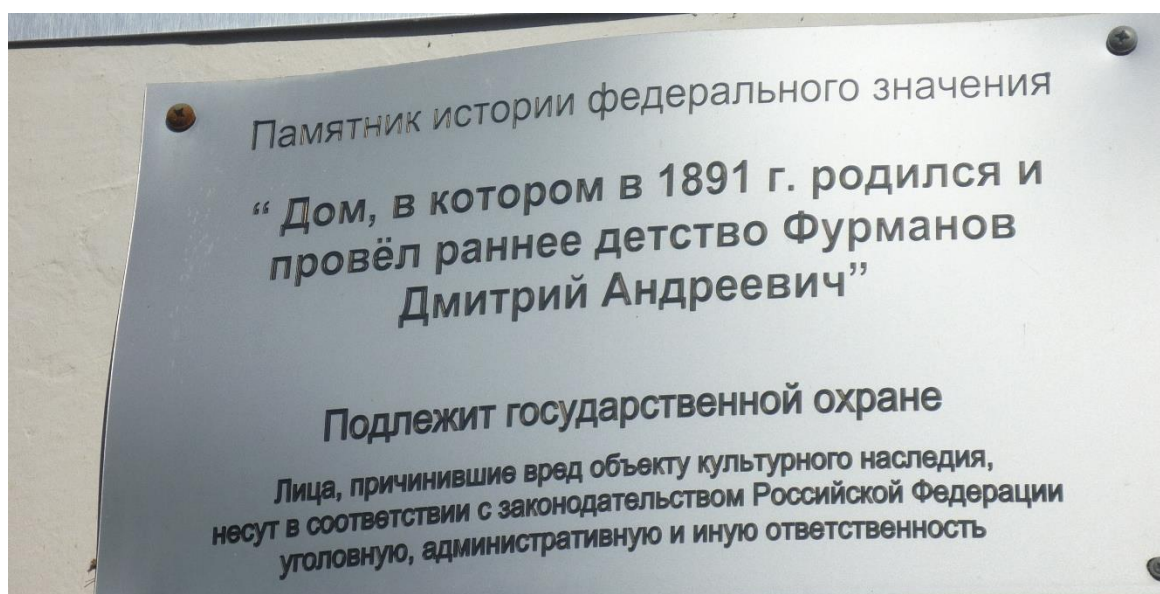 Памятник истории федерального значения
“ Дом, в котором в 1891 г. родился и
провёл раннее детство Фурманов
Дмитрий Андреевич”
Подлежит государственной охране
Лица, причинившие вред объекту культурного наследия,
несут в соответствии с законодательством Российской Федерации
уголовную, административную и иную ответственность